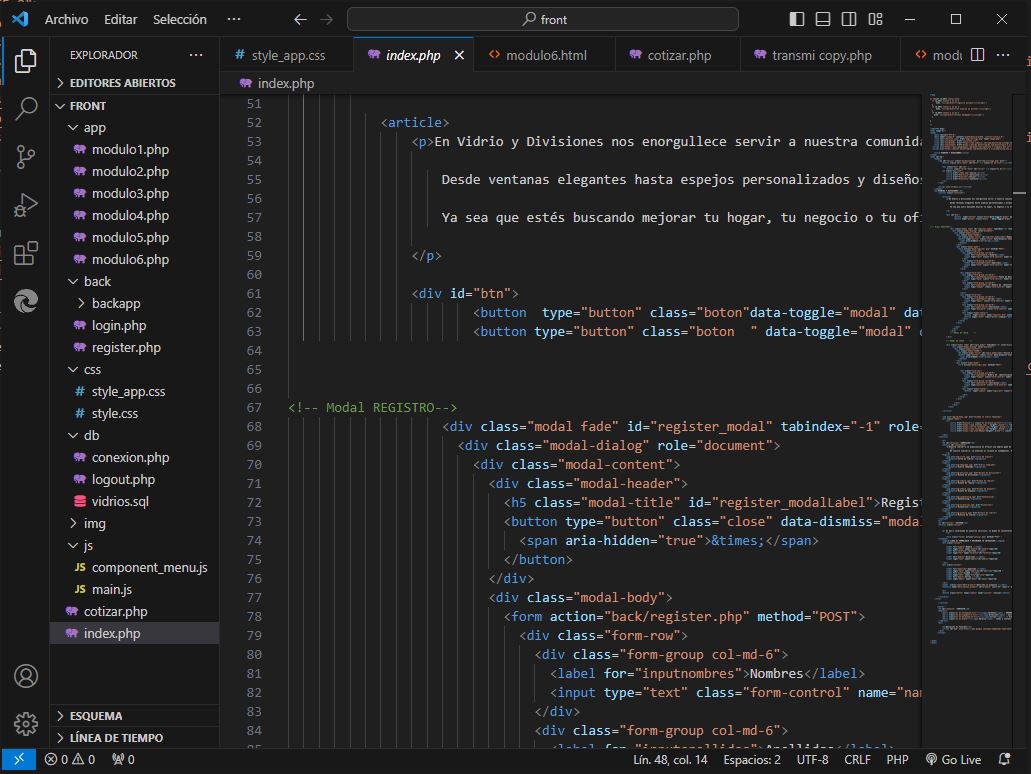 Archivo Editar Selección ··· front
EXPLORADOR ···
EDITORES ABIERTOS
FRONT
app
modulo1.php
modulo2.php
modulo3.php
modulo4.php
modulo5.php
modulo6.php
back
backapp
login.php
register.php
css
# style_app.css
# style.css
db
conexion.php
logout.php
vidrios.sql
img
js
JS component_menu.js
JS main.js
cotizar.php
index.php
ESQUEMA
LÍNEA DE TIEMPO
# style_app.css index.php <> modulo6.html cotizar.php transmi copy.php <> modu ···
index.php
51
52 <article>
53 <p>En Vidrio y Divisiones nos enorgullece servir a nuestra comunida
54
55 Desde ventanas elegantes hasta espejos personalizados y diseños
56
57 Ya sea que estés buscando mejorar tu hogar, tu negocio o tu ofi
58
59 </p>
60
61 <div id="btn">
62 <button  type="button" class="boton"data-toggle="modal" dat
63 <button type="button" class="boton  " data-toggle="modal" d
64
65
66
67 <!-- Modal REGISTRO-->
68 <div class="modal fade" id="register_modal" tabindex="-1" role=
69 <div class="modal-dialog" role="document">
70 <div class="modal-content">
71 <div class="modal-header">
72 <h5 class="modal-title" id="register_modalLabel">Regist
73 <button type="button" class="close" data-dismiss="modal
74 <span aria-hidden="true">&times;</span>
75 </button>
76 </div>
77 <div class="modal-body">
78 <form action="back/register.php" method="POST">
79 <div class="form-row">
80 <div class="form-group col-md-6">
81 <label for="inputnombres">Nombres</label>
82 <input type="text" class="form-control" name="nam
83 </div>
84 <div class="form-group col-md-6">
85 <label for="inputapellidos">Apellidos</label>
0 0 0 Lín. 48, col. 14 Espacios: 2 UTF-8 CRLF PHP Go Live